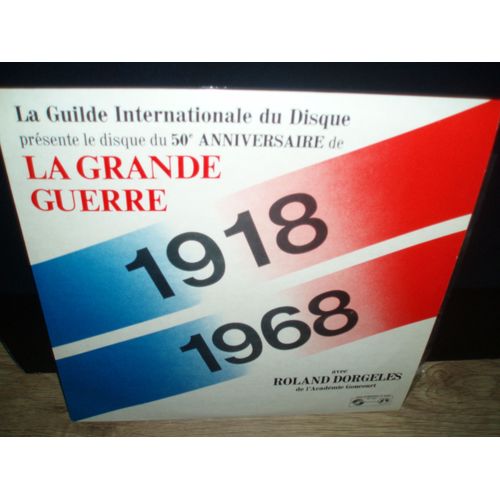 La Guilde Internationale du Disque
présente le disque du 50e ANNIVERSAIRE de
LA GRANDE
GUERRE
1918
1968
avec
ROLAND DORGELES
de l'Académie Goncourt